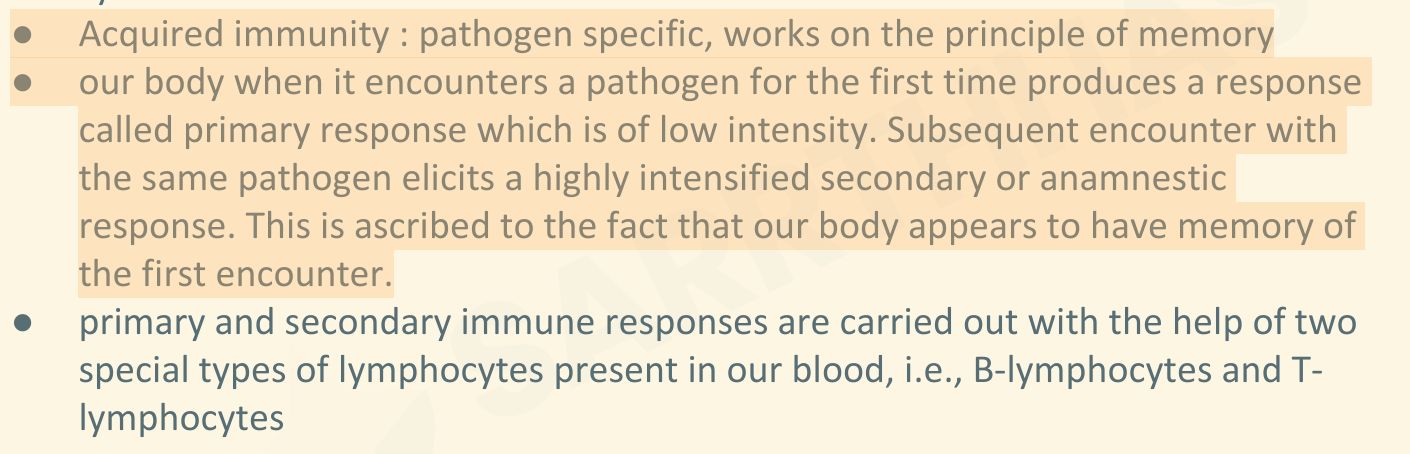 ● Acquired immunity : pathogen specific, works on the principle of memory
● our body when it encounters a pathogen for the first time produces a response
called primary response which is of low intensity. Subsequent encounter with
the same pathogen elicits a highly intensified secondary or anamnestic
response. This is ascribed to the fact that our body appears to have memory of
the first encounter.
● primary and secondary immune responses are carried out with the help of two
special types of lymphocytes present in our blood, i.e., B-lymphocytes and T-
lymphocytes
SARRTHI IAS